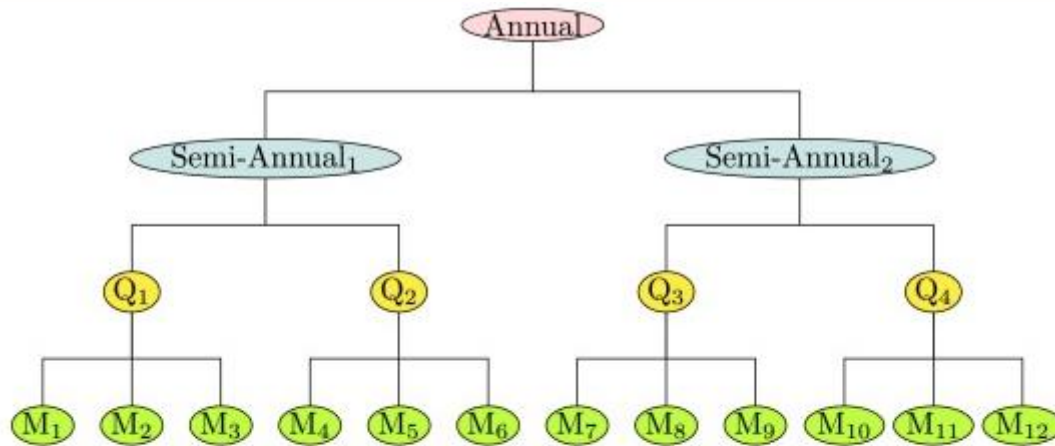 Annual
Semi-Annual₁ Semi-Annual₂
Q₁ Q₂ Q₃ Q₄
M₁ M₂ M₃ M₄ M₅ M₆ M₇ M₈ M₉ M₁₀ M₁₁ M₁₂